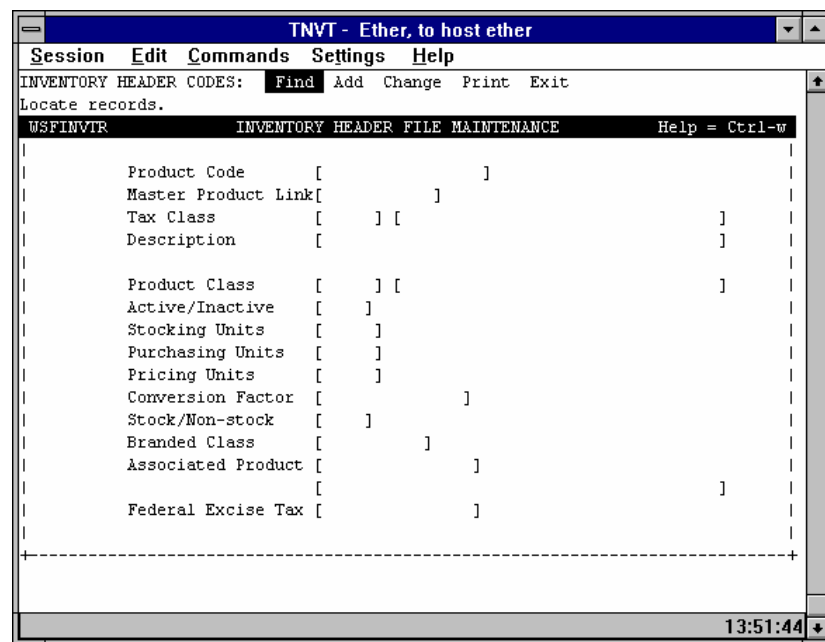 TNVT - Ether, to host ether
Session Edit Commands Settings Help
INVENTORY HEADER CODES: Find Add Change Print Exit
Locate records.
WSFINVTR INVENTORY HEADER FILE MAINTENANCE Help = Ctrl-w
Product Code [ ]
Master Product Link[ ]
Tax Class [ ] [ ]
Description [ ]
Product Class [ ] [ ]
Active/Inactive [ ]
Stocking Units [ ]
Purchasing Units [ ]
Pricing Units [ ]
Conversion Factor [ ]
Stock/Non-stock [ ]
Branded Class [ ]
Associated Product [ ]
[ ]
Federal Excise Tax [ ]
13:51:44